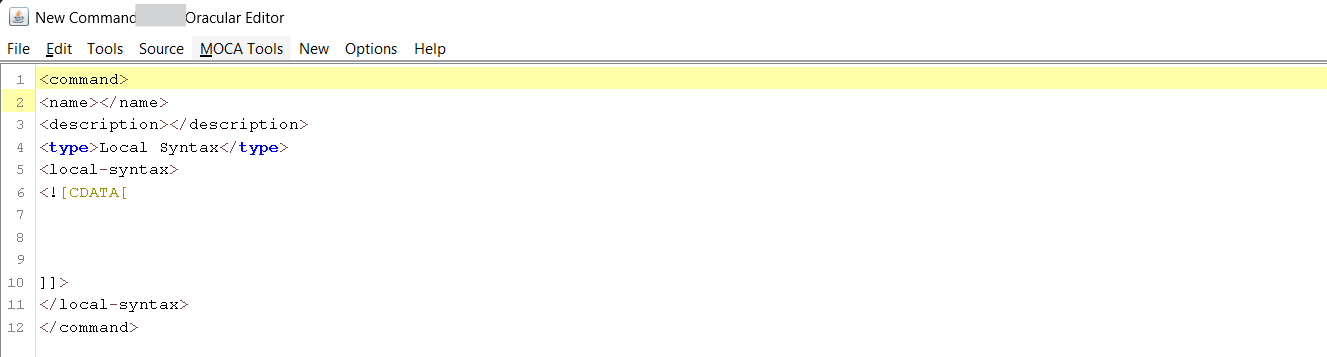 New Command Oracular Editor
File Edit Tools Source MOCA Tools New Options Help
1 <command>
2 <name></name>
3 <description></description>
4 <type>Local Syntax</type>
5 <local-syntax>
6 <![CDATA[
7
8
9
10 ]]>
11 </local-syntax>
12 </command>